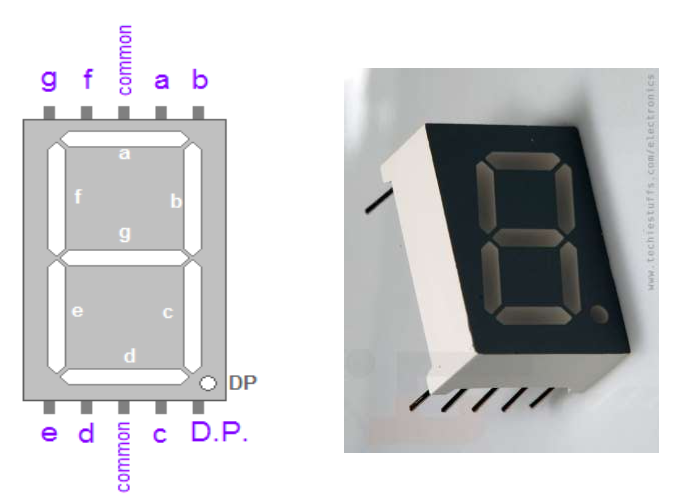 g f common a b
a
f b
g
e c
d
DP
e d common c D.P.
www.techiestuffs.com/electronics